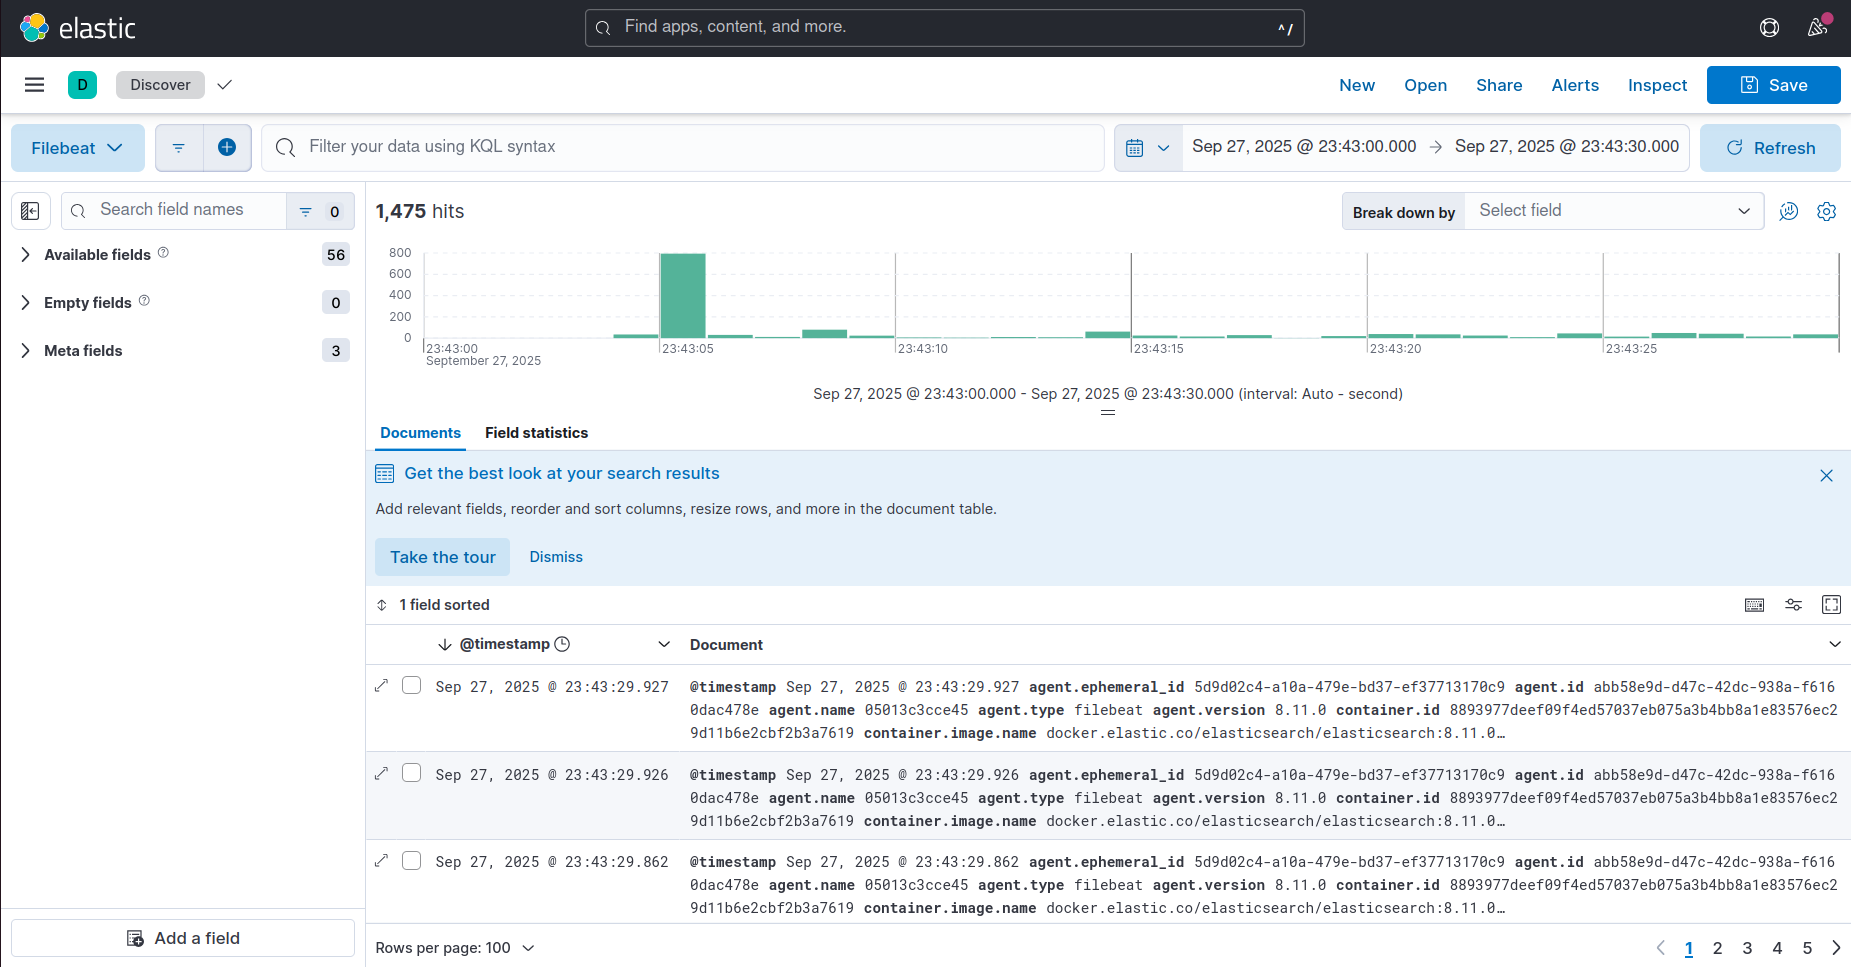 elastic
Find apps, content, and more.
^/
D
Discover
New
Open
Share
Alerts
Inspect
Save
Filebeat
Filter your data using KQL syntax
Sep 27, 2025 @ 23:43:00.000 → Sep 27, 2025 @ 23:43:30.000
Refresh
Search field names
0
Available fields
56
Empty fields
0
Meta fields
3
Add a field
1,475 hits
Break down by
Select field
800
600
400
200
0
23:43:00
September 27, 2025
23:43:05
23:43:10
23:43:15
23:43:20
23:43:25
Sep 27, 2025 @ 23:43:00.000 - Sep 27, 2025 @ 23:43:30.000 (interval: Auto - second)
Documents
Field statistics
Get the best look at your search results
Add relevant fields, reorder and sort columns, resize rows, and more in the document table.
Take the tour
Dismiss
1 field sorted
@timestamp
Document
Sep 27, 2025 @ 23:43:29.927
@timestamp Sep 27, 2025 @ 23:43:29.927 agent.ephemeral_id 5d9d02c4-a10a-479e-bd37-ef37713170c9 agent.id abb58e9d-d47c-42dc-938a-f616
0dac478e agent.name 05013c3cce45 agent.type filebeat agent.version 8.11.0 container.id 8893977deef09f4ed57037eb075a3b4bb8a1e83576ec2
9d11b6e2cbf2b3a7619 container.image.name docker.elastic.co/elasticsearch/elasticsearch:8.11.0…
Sep 27, 2025 @ 23:43:29.926
@timestamp Sep 27, 2025 @ 23:43:29.926 agent.ephemeral_id 5d9d02c4-a10a-479e-bd37-ef37713170c9 agent.id abb58e9d-d47c-42dc-938a-f616
0dac478e agent.name 05013c3cce45 agent.type filebeat agent.version 8.11.0 container.id 8893977deef09f4ed57037eb075a3b4bb8a1e83576ec2
9d11b6e2cbf2b3a7619 container.image.name docker.elastic.co/elasticsearch/elasticsearch:8.11.0…
Sep 27, 2025 @ 23:43:29.862
@timestamp Sep 27, 2025 @ 23:43:29.862 agent.ephemeral_id 5d9d02c4-a10a-479e-bd37-ef37713170c9 agent.id abb58e9d-d47c-42dc-938a-f616
0dac478e agent.name 05013c3cce45 agent.type filebeat agent.version 8.11.0 container.id 8893977deef09f4ed57037eb075a3b4bb8a1e83576ec2
9d11b6e2cbf2b3a7619 container.image.name docker.elastic.co/elasticsearch/elasticsearch:8.11.0…
Rows per page: 100
1 2 3 4 5